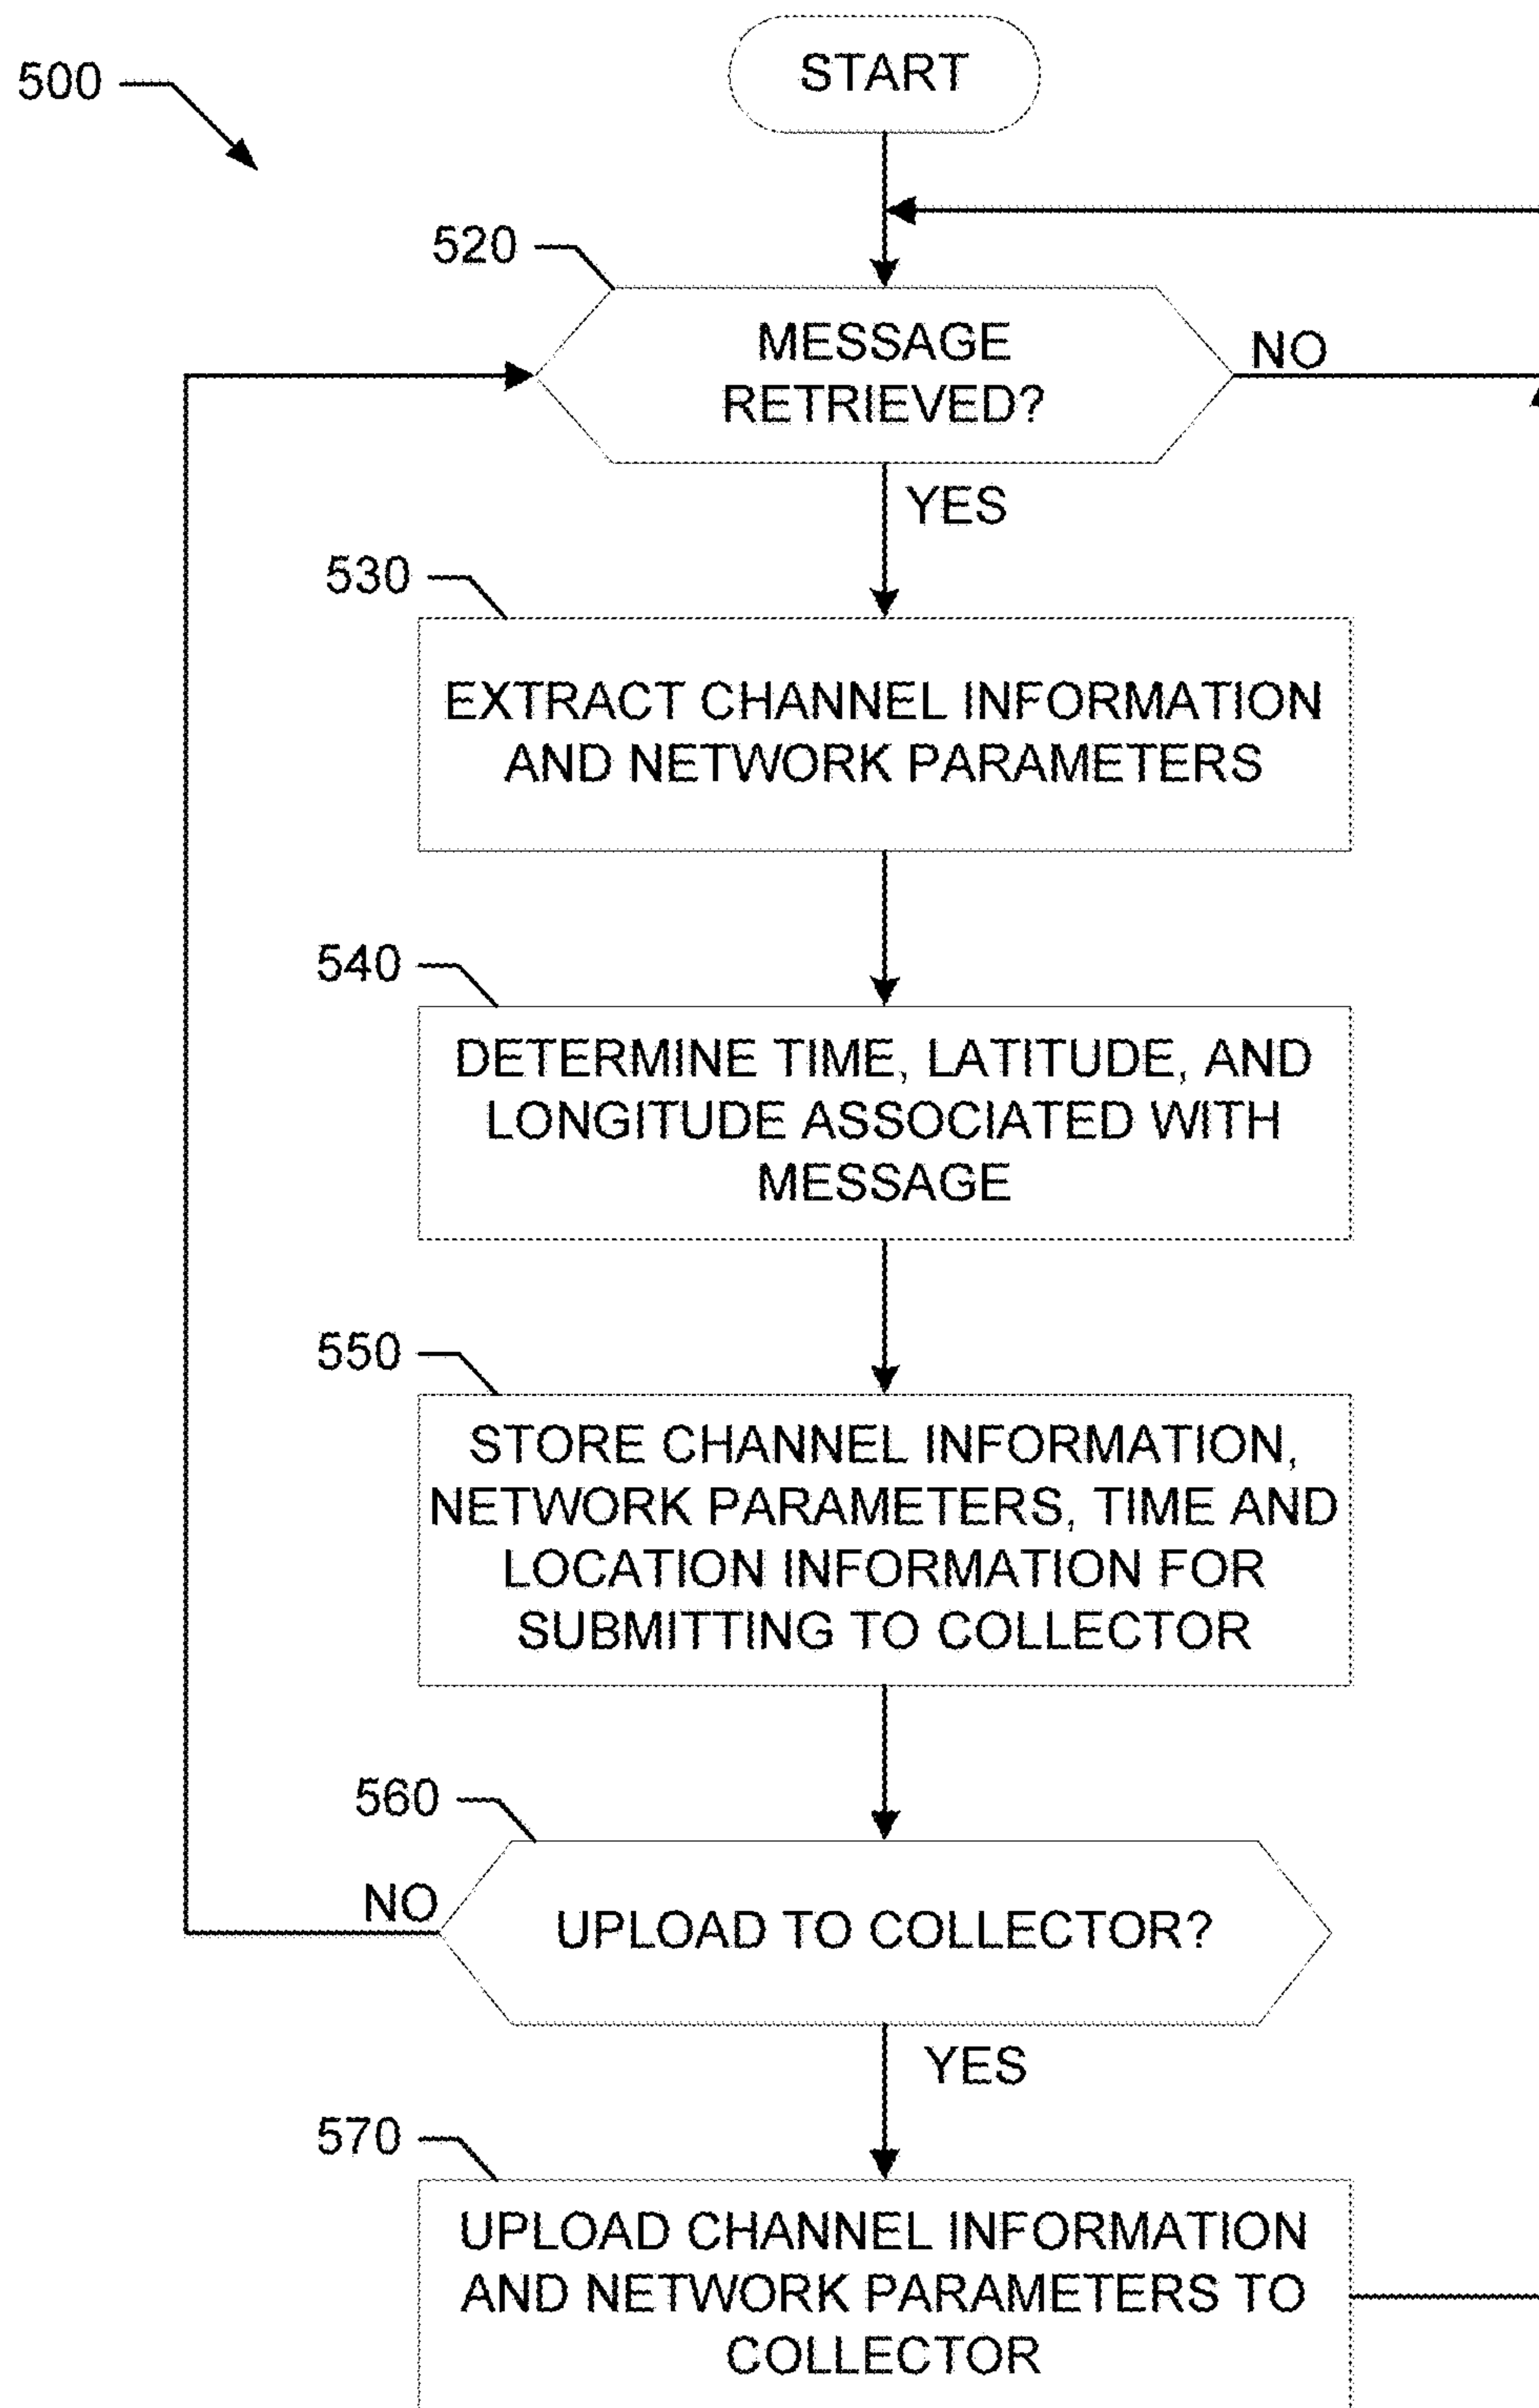 500
START
520
MESSAGE
RETRIEVED?
NO
YES
530
EXTRACT CHANNEL INFORMATION
AND NETWORK PARAMETERS
540
DETERMINE TIME, LATITUDE, AND
LONGITUDE ASSOCIATED WITH
MESSAGE
550
STORE CHANNEL INFORMATION,
NETWORK PARAMETERS, TIME AND
LOCATION INFORMATION FOR
SUBMITTING TO COLLECTOR
560
NO
UPLOAD TO COLLECTOR?
YES
570
UPLOAD CHANNEL INFORMATION
AND NETWORK PARAMETERS TO
COLLECTOR